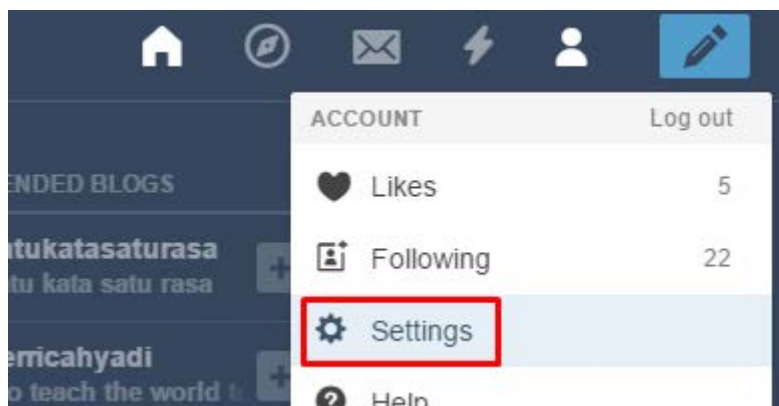 ACCOUNT Log out
ENDED BLOGS
Likes 5
tukatasaturasa
tu kata satu rasa
Following 22
Settings
erricahyadi
o teach the world t
Help